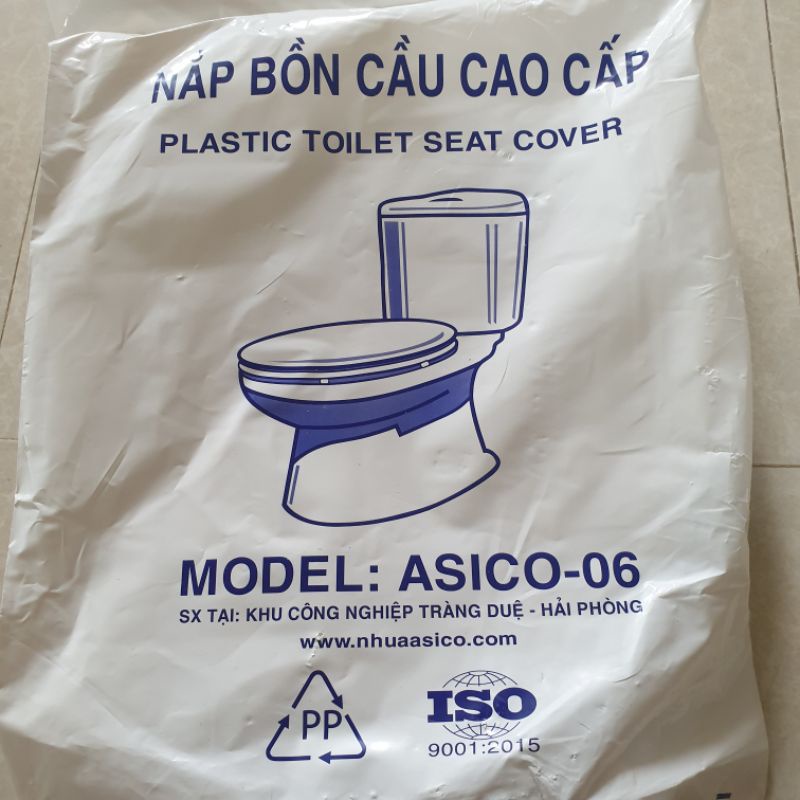 NẮP BỒN CẦU CAO CẤP
PLASTIC TOILET SEAT COVER
MODEL: ASICO-06
SX TẠI: KHU CÔNG NGHIỆP TRÀNG DUỆ - HẢI PHÒNG
www.nhuaasico.com
PP
ISO
9001:2015